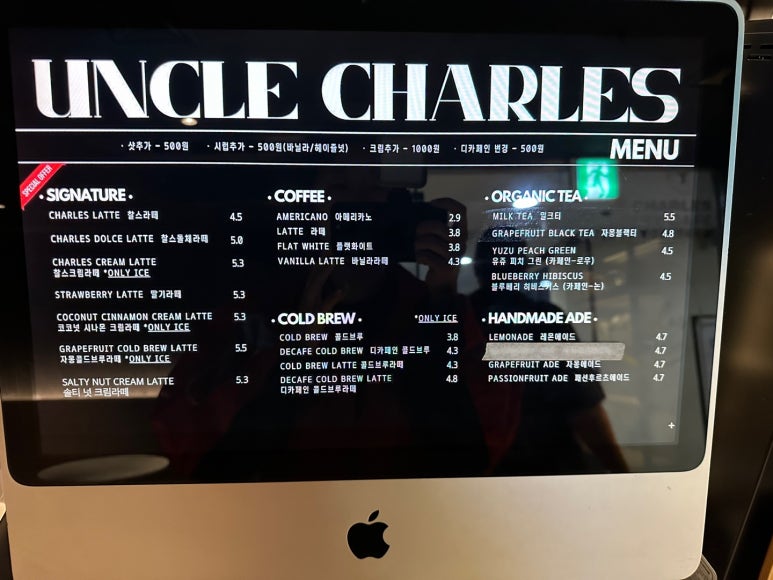 UNCLE CHARLES
· 샷추가 - 500원 · 시럽추가 - 500원(바닐라/헤이즐넛) · 크림추가 - 1000원 · 디카페인 변경 - 500원
MENU
SPECIAL OFFER
· SIGNATURE ·
CHARLES LATTE 찰스라떼 4.5
CHARLES DOLCE LATTE 찰스돌체라떼 5.0
CHARLES CREAM LATTE 5.3
찰스크림라떼 *ONLY ICE
STRAWBERRY LATTE 딸기라떼 5.3
COCONUT CINNAMON CREAM LATTE 5.3
코코넛 시나몬 크림라떼 *ONLY ICE
GRAPEFRUIT COLD BREW LATTE 5.5
자몽콜드브루라떼 *ONLY ICE
SALTY NUT CREAM LATTE 5.3
솔티 넛 크림라떼
· COFFEE ·
AMERICANO 아메리카노 2.9
LATTE 라떼 3.8
FLAT WHITE 플랫화이트 3.8
VANILLA LATTE 바닐라라떼 4.3
· COLD BREW · *ONLY ICE
COLD BREW 콜드브루 3.8
DECAFE COLD BREW 디카페인 콜드브루 4.3
COLD BREW LATTE 콜드브루라떼 4.3
DECAFE COLD BREW LATTE 4.8
디카페인 콜드브루라떼
· ORGANIC TEA ·
MILK TEA 밀크티 5.5
GRAPEFRUIT BLACK TEA 자몽블랙티 4.8
YUZU PEACH GREEN 4.5
유쥬 피치 그린 (카페인-로우)
BLUEBERRY HIBISCUS 4.5
블루베리 히비스커스 (카페인-논)
· HANDMADE ADE ·
LEMONADE 레몬에이드 4.7
4.7
GRAPEFRUIT ADE 자몽에이드 4.7
PASSIONFRUIT ADE 패션후르츠에이드 4.7